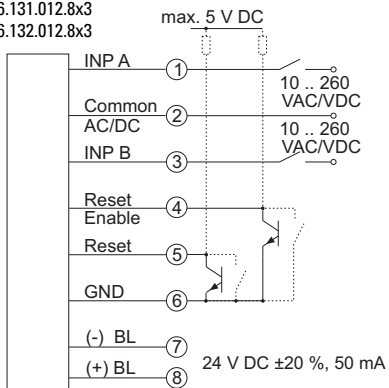 6.131.012.8x3
6.132.012.8x3
max. 5 V DC
INP A
1
10 .. 260
VAC/VDC
Common
AC/DC
2
10 .. 260
VAC/VDC
INP B
3
Reset
Enable
4
Reset
5
GND
6
(-) BL
7
(+) BL
8
24 V DC ±20 %, 50 mA